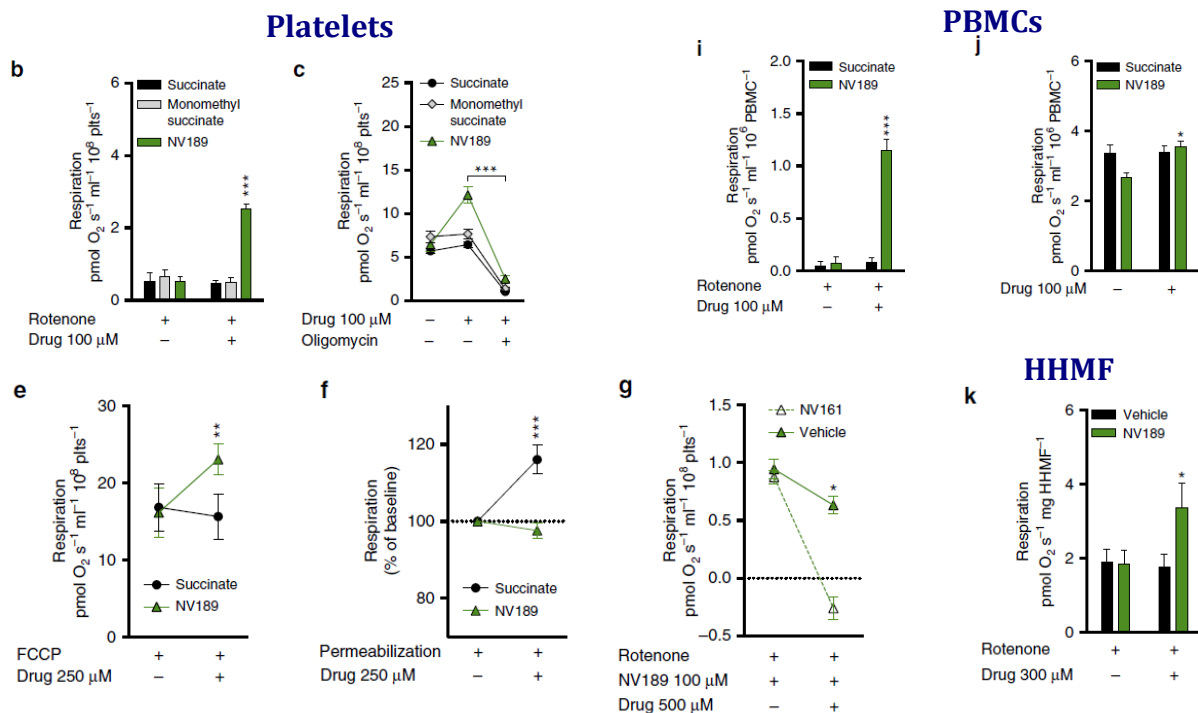 Platelets
PBMCs
b
Succinate
Monomethyl
succinate
NV189
Respiration
pmol O₂ s⁻¹ ml⁻¹ 10⁸ plts⁻¹
6
4
2
0
***
Rotenone + +
Drug 100 µM – +
c
Succinate
Monomethyl
succinate
NV189
Respiration
pmol O₂ s⁻¹ ml⁻¹ 10⁸ plts⁻¹
25
20
15
10
5
0
***
Drug 100 µM – + +
Oligomycin – – +
i
Succinate
NV189
Respiration
pmol O₂ s⁻¹ ml⁻¹ 10⁶ PBMC⁻¹
2.0
1.5
1.0
0.5
0.0
***
Rotenone + +
Drug 100 µM – +
j
Succinate
NV189
Respiration
pmol O₂ s⁻¹ ml⁻¹ 10⁶ PBMC⁻¹
6
4
2
0
*
Drug 100 µM – +
HHMF
e
Respiration
pmol O₂ s⁻¹ ml⁻¹ 10⁸ plts⁻¹
30
20
10
0
**
Succinate
NV189
FCCP + +
Drug 250 µM – +
f
Respiration
(% of baseline)
120
100
80
***
Succinate
NV189
Permeabilization + +
Drug 250 µM – +
g
NV161
Vehicle
Respiration
pmol O₂ s⁻¹ ml⁻¹ 10⁸ plts⁻¹
1.5
1.0
0.5
0.0
–0.5
*
Rotenone + +
NV189 100 µM + +
Drug 500 µM – +
k
Vehicle
NV189
Respiration
pmol O₂ s⁻¹ mg HHMF⁻¹
6
4
2
0
*
Rotenone + +
Drug 300 µM – +